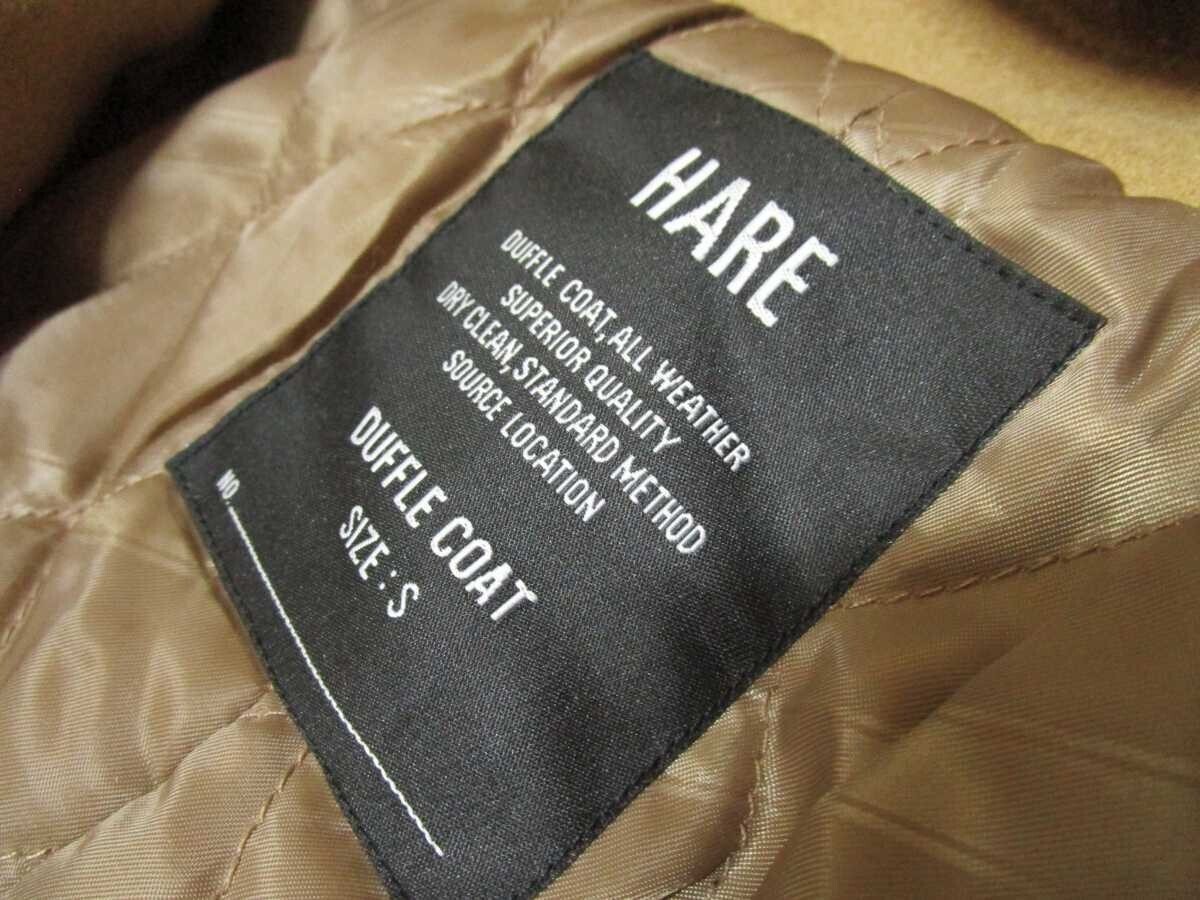 HARE
DUFFLE COAT, ALL WEATHER
SUPERIOR QUALITY
DRY CLEAN, STANDARD METHOD
SOURCE LOCATION
DUFFLE COAT
SIZE : S
NO.